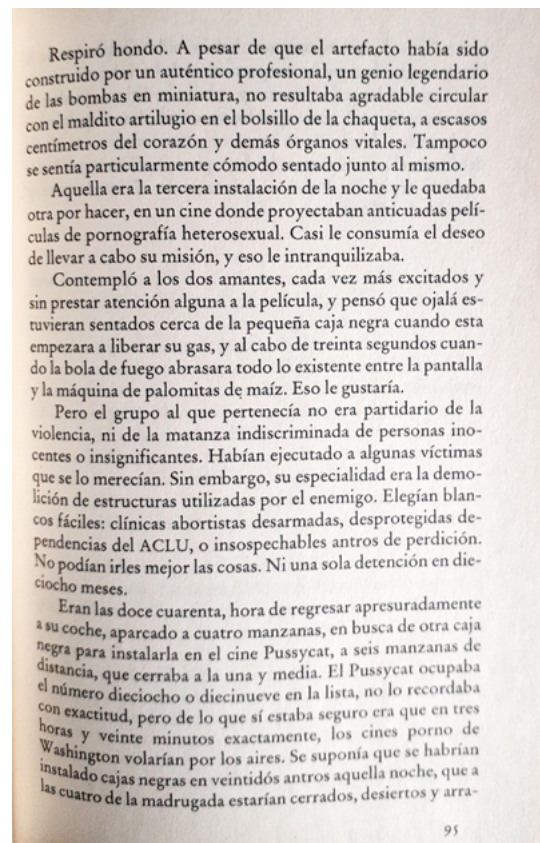 Respiró hondo. A pesar de que el artefacto había sido
construido por un auténtico profesional, un genio legendario
de las bombas en miniatura, no resultaba agradable circular
con el maldito artilugio en el bolsillo de la chaqueta, a escasos
centímetros del corazón y demás órganos vitales. Tampoco
se sentía particularmente cómodo sentado junto al mismo.
Aquella era la tercera instalación de la noche y le quedaba
otra por hacer, en un cine donde proyectaban anticuadas pelí-
culas de pornografía heterosexual. Casi le consumía el deseo
de llevar a cabo su misión, y eso le intranquilizaba.
Contempló a los dos amantes, cada vez más excitados y
sin prestar atención alguna a la película, y pensó que ojalá es-
tuvieran sentados cerca de la pequeña caja negra cuando esta
empezara a liberar su gas, y al cabo de treinta segundos cuan-
do la bola de fuego abrasara todo lo existente entre la pantalla
y la máquina de palomitas de maíz. Eso le gustaría.
Pero el grupo al que pertenecía no era partidario de la
violencia, ni de la matanza indiscriminada de personas ino-
centes o insignificantes. Habían ejecutado a algunas víctimas
que se lo merecían. Sin embargo, su especialidad era la demo-
lición de estructuras utilizadas por el enemigo. Elegían blan-
cos fáciles: clínicas abortistas desarmadas, desprotegidas de-
pendencias del ACLU, o insospechables antros de perdición.
No podían irles mejor las cosas. Ni una sola detención en die-
ciocho meses.
Eran las doce cuarenta, hora de regresar apresuradamente
a su coche, aparcado a cuatro manzanas, en busca de otra caja
negra para instalarla en el cine Pussycat, a seis manzanas de
distancia, que cerraba a la una y media. El Pussycat ocupaba
el número dieciocho o diecinueve en la lista, no lo recordaba
con exactitud, pero de lo que sí estaba seguro era que en tres
horas y veinte minutos exactamente, los cines porno de
Washington volarían por los aires. Se suponía que se habrían
instalado cajas negras en veintidós antros aquella noche, que a
las cuatro de la madrugada estarían cerrados, desiertos y arra-
95